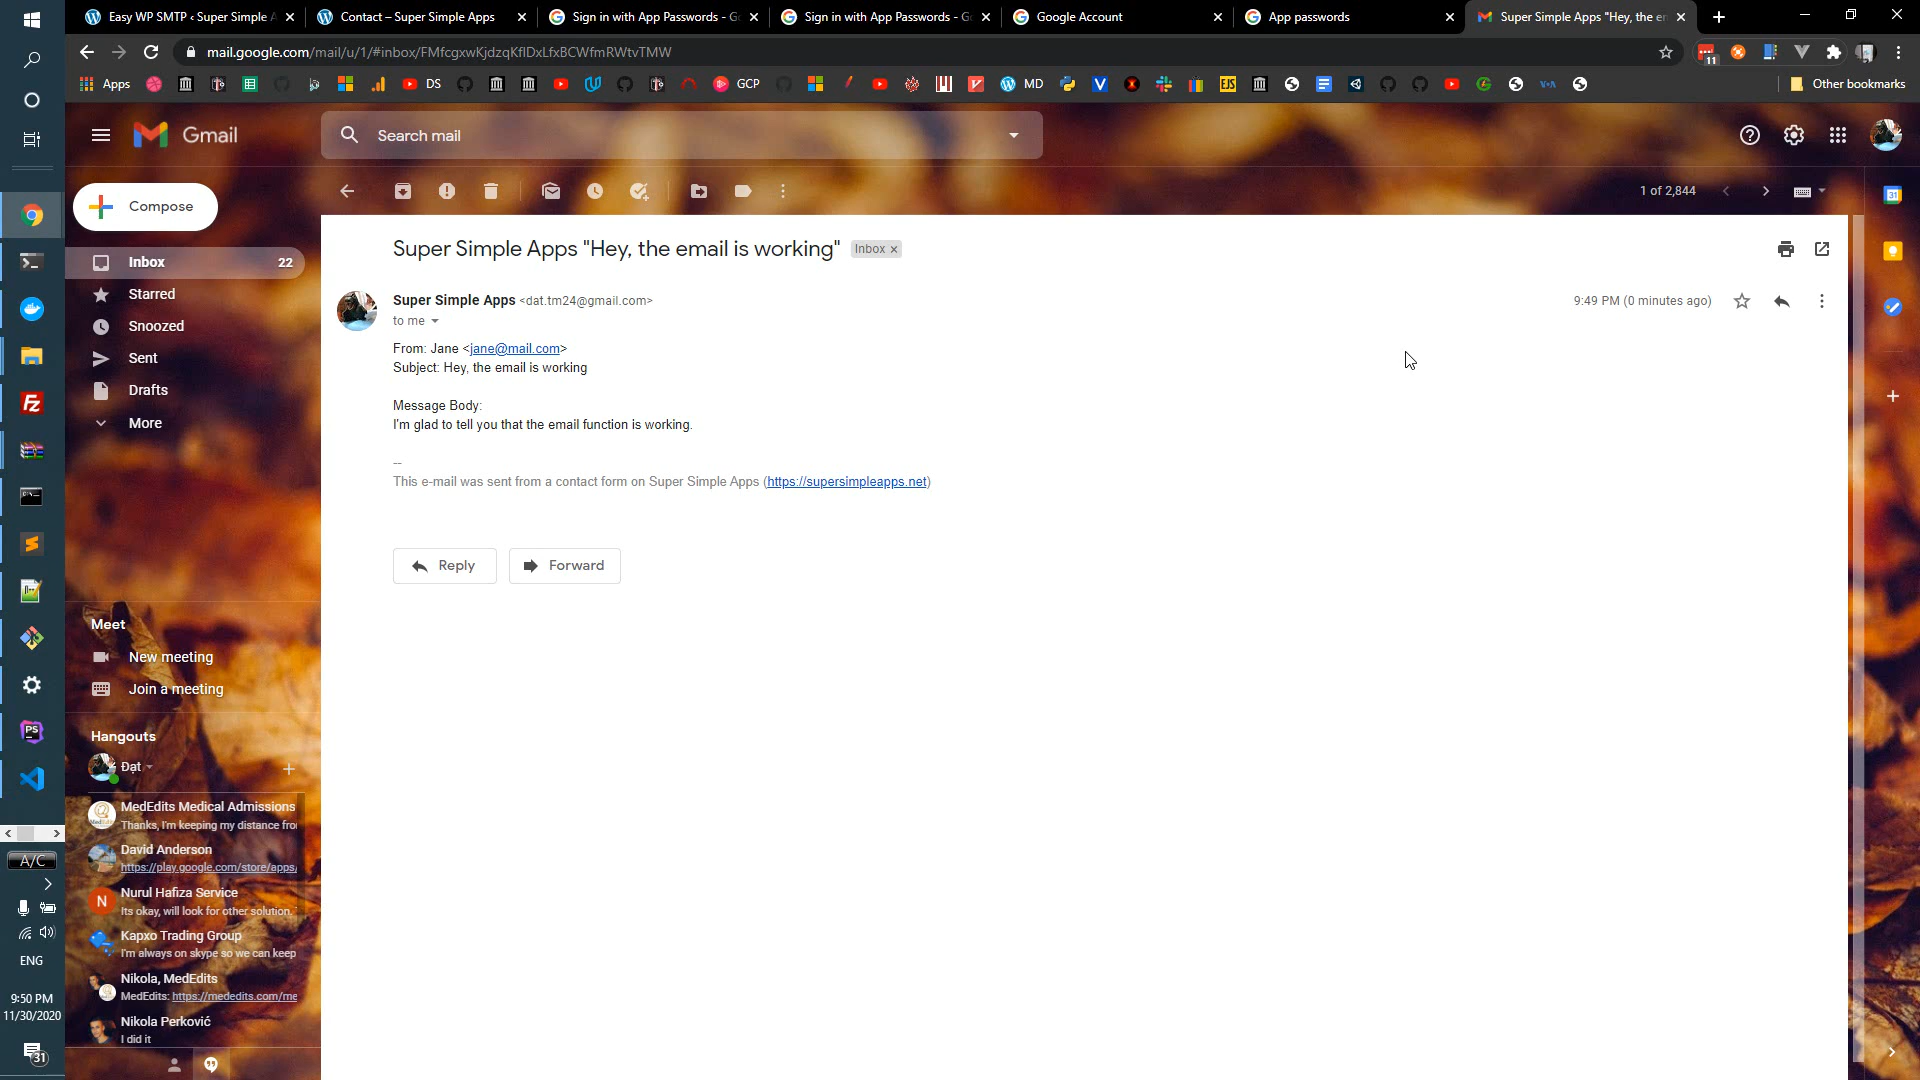 Easy WP SMTP ‹ Super Simple A
Contact – Super Simple Apps
Sign in with App Passwords - Go
Sign in with App Passwords - Go
Google Account
App passwords
Super Simple Apps "Hey, the em
mail.google.com/mail/u/1/#inbox/FMfcgxwKjdzqKflDxLfxBCWfmRWtvTMW
11
Apps
DS
GCP
MD
EJS
Other bookmarks
Gmail
Search mail
Compose
1 of 2,844
31
Inbox 22
Starred
Snoozed
Sent
Drafts
More
Super Simple Apps "Hey, the email is working"
Inbox ×
Super Simple Apps <dat.tm24@gmail.com>
9:49 PM (0 minutes ago)
to me
From: Jane <jane@mail.com>
Subject: Hey, the email is working
Message Body:
I'm glad to tell you that the email function is working.
--
This e-mail was sent from a contact form on Super Simple Apps (https://supersimpleapps.net)
Reply
Forward
Meet
New meeting
Join a meeting
Hangouts
Đạt
MedEdits Medical Admissions
Thanks, I'm keeping my distance fro
David Anderson
https://play.google.com/store/apps/
N
Nurul Hafiza Service
Its okay, will look for other solution.
Kapxo Trading Group
I'm always on skype so we can keep
Nikola, MedEdits
MedEdits: https://mededits.com/me
Nikola Perković
I did it
Fz
PS
A/C
ENG
9:50 PM
11/30/2020
31